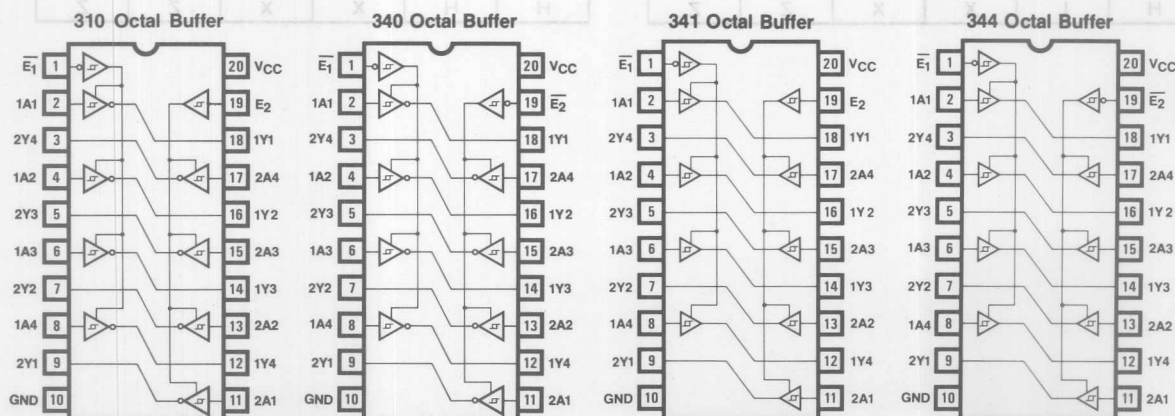 310 Octal Buffer
E̅1̅ 1 20 VCC
1A1 2 19 E2
2Y4 3 18 1Y1
1A2 4 17 2A4
2Y3 5 16 1Y2
1A3 6 15 2A3
2Y2 7 14 1Y3
1A4 8 13 2A2
2Y1 9 12 1Y4
GND 10 11 2A1
340 Octal Buffer
E̅1̅ 1 20 VCC
1A1 2 19 E̅2̅
2Y4 3 18 1Y1
1A2 4 17 2A4
2Y3 5 16 1Y2
1A3 6 15 2A3
2Y2 7 14 1Y3
1A4 8 13 2A2
2Y1 9 12 1Y4
GND 10 11 2A1
341 Octal Buffer
E̅1̅ 1 20 VCC
1A1 2 19 E2
2Y4 3 18 1Y1
1A2 4 17 2A4
2Y3 5 16 1Y2
1A3 6 15 2A3
2Y2 7 14 1Y3
1A4 8 13 2A2
2Y1 9 12 1Y4
GND 10 11 2A1
344 Octal Buffer
E̅1̅ 1 20 VCC
1A1 2 19 E̅2̅
2Y4 3 18 1Y1
1A2 4 17 2A4
2Y3 5 16 1Y2
1A3 6 15 2A3
2Y2 7 14 1Y3
1A4 8 13 2A2
2Y1 9 12 1Y4
GND 10 11 2A1